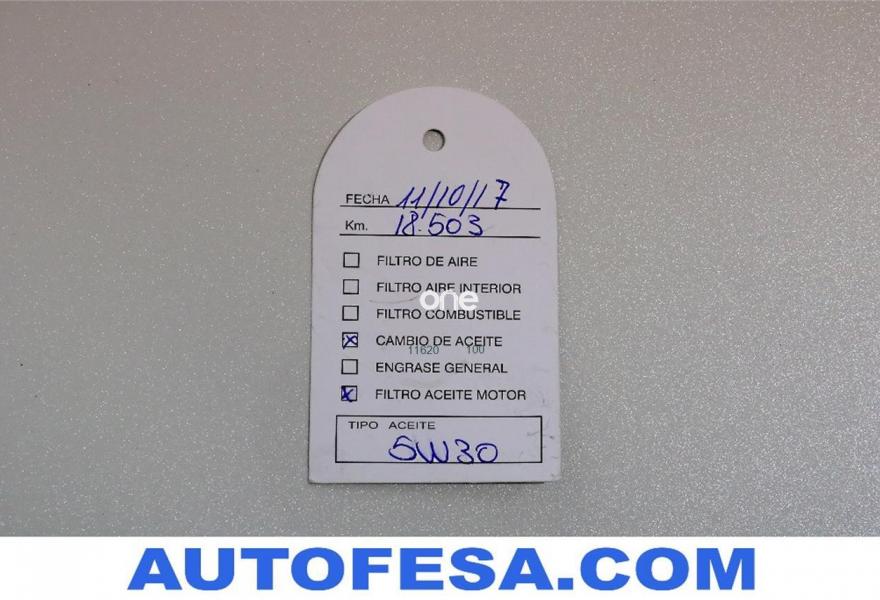 FECHA 11/10/17
Km. 18.503
FILTRO DE AIRE
FILTRO AIRE INTERIOR
one
FILTRO COMBUSTIBLE
CAMBIO DE ACEITE
11620 100
ENGRASE GENERAL
FILTRO ACEITE MOTOR
TIPO ACEITE
5W30
AUTOFESA.COM